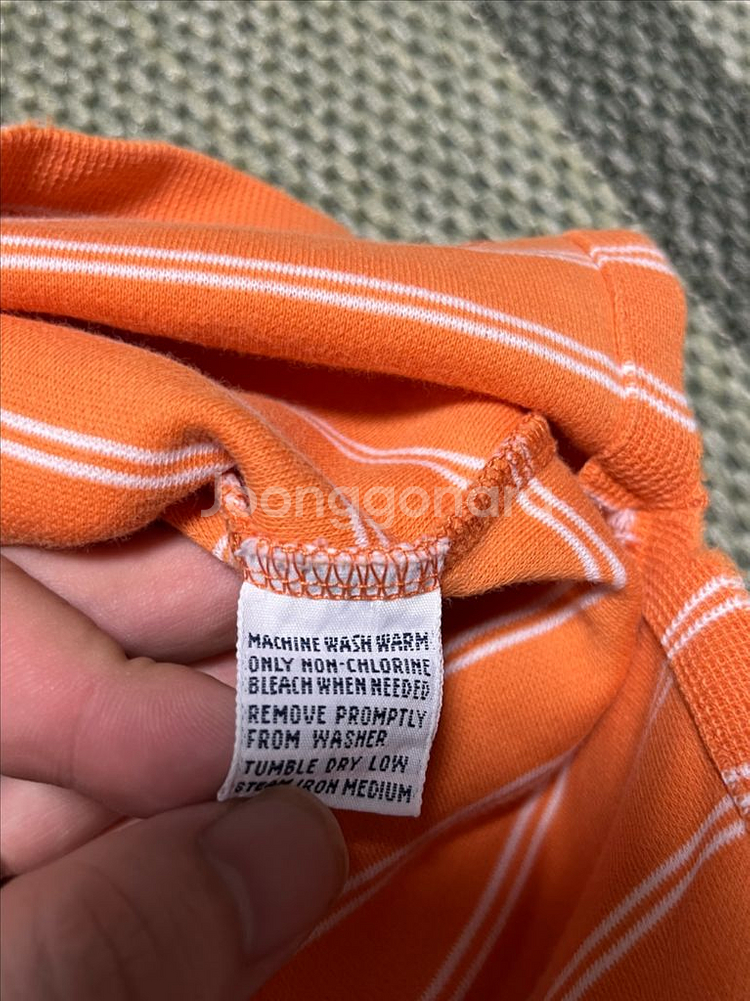 Joonggonara
MACHINE WASH WARM
ONLY NON-CHLORINE
BLEACH WHEN NEEDED
REMOVE PROMPTLY
FROM WASHER
TUMBLE DRY LOW
STEAM IRON MEDIUM